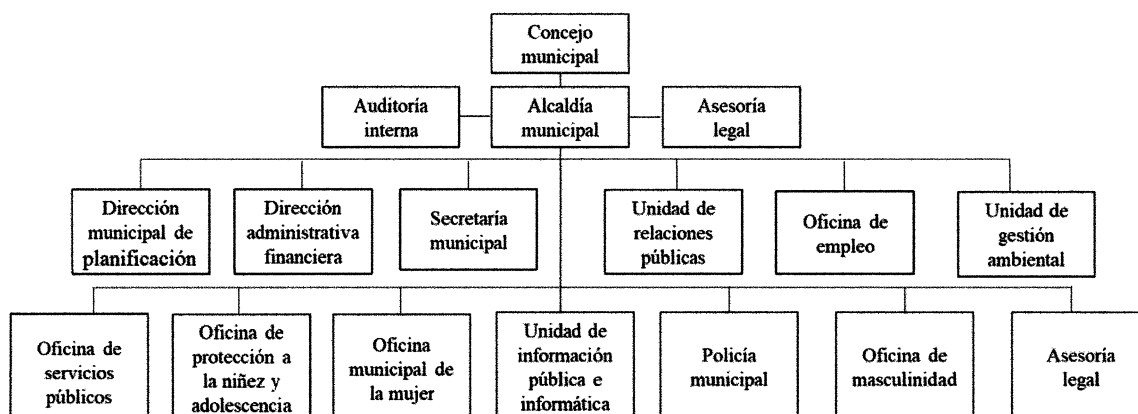 Concejo
municipal
Auditoría
interna
Alcaldía
municipal
Asesoría
legal
Dirección
municipal de
planificación
Dirección
administrativa
financiera
Secretaría
municipal
Unidad de
relaciones
públicas
Oficina de
empleo
Unidad de
gestión
ambiental
Oficina de
servicios
públicos
Oficina de
protección a
la niñez y
adolescencia
Oficina
municipal de
la mujer
Unidad de
información
pública e
informática
Policía
municipal
Oficina de
masculinidad
Asesoría
legal